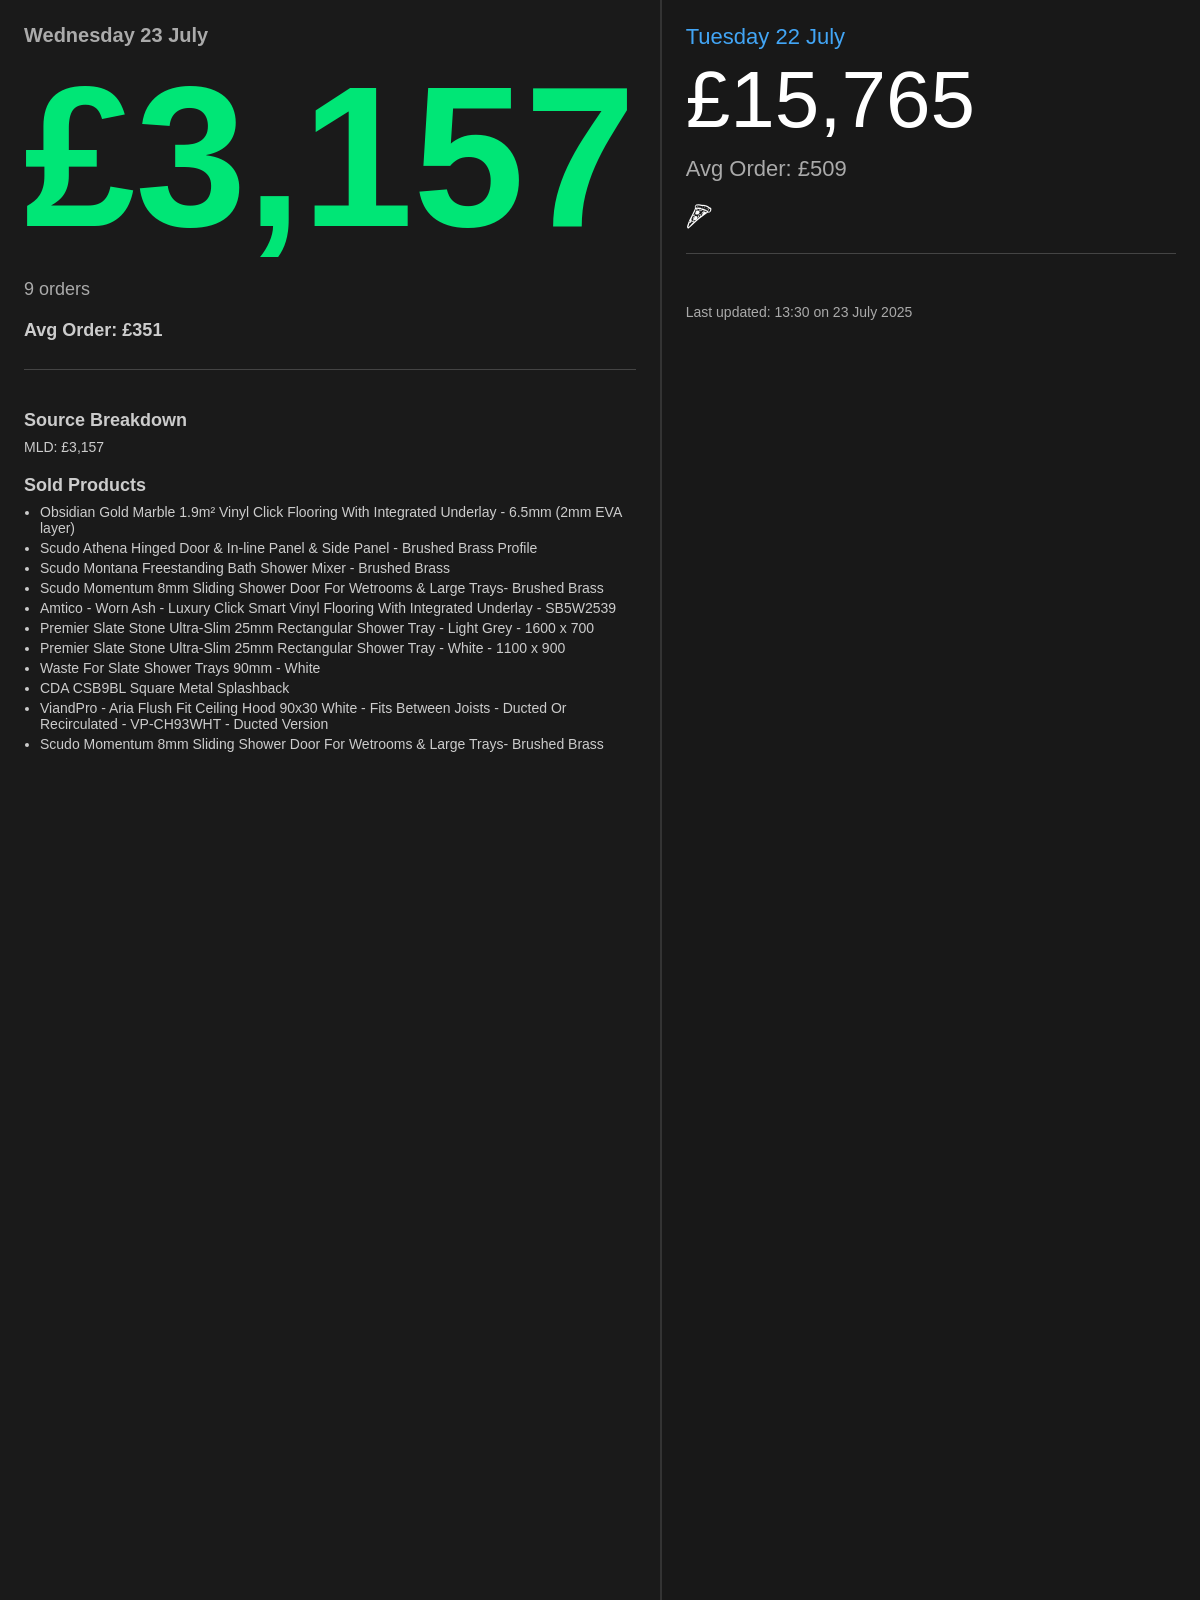 Wednesday 23 July
£3,157
9 orders
Avg Order: £351
Source Breakdown
MLD: £3,157
Sold Products
• Obsidian Gold Marble 1.9m² Vinyl Click Flooring With Integrated Underlay - 6.5mm (2mm EVA
layer)
• Scudo Athena Hinged Door & In-line Panel & Side Panel - Brushed Brass Profile
• Scudo Montana Freestanding Bath Shower Mixer - Brushed Brass
• Scudo Momentum 8mm Sliding Shower Door For Wetrooms & Large Trays- Brushed Brass
• Amtico - Worn Ash - Luxury Click Smart Vinyl Flooring With Integrated Underlay - SB5W2539
• Premier Slate Stone Ultra-Slim 25mm Rectangular Shower Tray - Light Grey - 1600 x 700
• Premier Slate Stone Ultra-Slim 25mm Rectangular Shower Tray - White - 1100 x 900
• Waste For Slate Shower Trays 90mm - White
• CDA CSB9BL Square Metal Splashback
• ViandPro - Aria Flush Fit Ceiling Hood 90x30 White - Fits Between Joists - Ducted Or
Recirculated - VP-CH93WHT - Ducted Version
• Scudo Momentum 8mm Sliding Shower Door For Wetrooms & Large Trays- Brushed Brass
Tuesday 22 July
£15,765
Avg Order: £509
Last updated: 13:30 on 23 July 2025